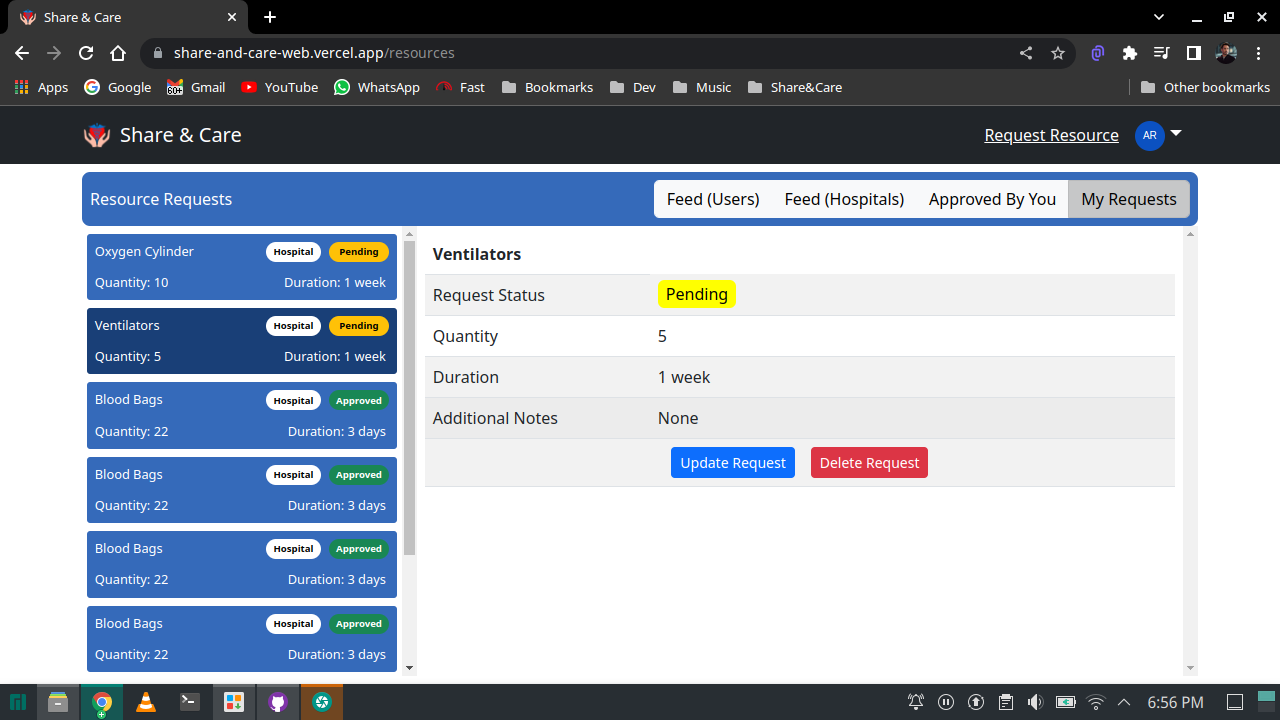 Share & Care
share-and-care-web.vercel.app/resources
Apps Google Gmail YouTube WhatsApp Fast Bookmarks Dev Music Share&Care Other bookmarks
60+
Share & Care Request Resource AR
Resource Requests Feed (Users) Feed (Hospitals) Approved By You My Requests
Oxygen Cylinder Hospital Pending
Quantity: 10 Duration: 1 week
Ventilators Hospital Pending
Quantity: 5 Duration: 1 week
Blood Bags Hospital Approved
Quantity: 22 Duration: 3 days
Blood Bags Hospital Approved
Quantity: 22 Duration: 3 days
Blood Bags Hospital Approved
Quantity: 22 Duration: 3 days
Blood Bags Hospital Approved
Quantity: 22 Duration: 3 days
Ventilators
Request Status Pending
Quantity 5
Duration 1 week
Additional Notes None
Update Request Delete Request
6:56 PM